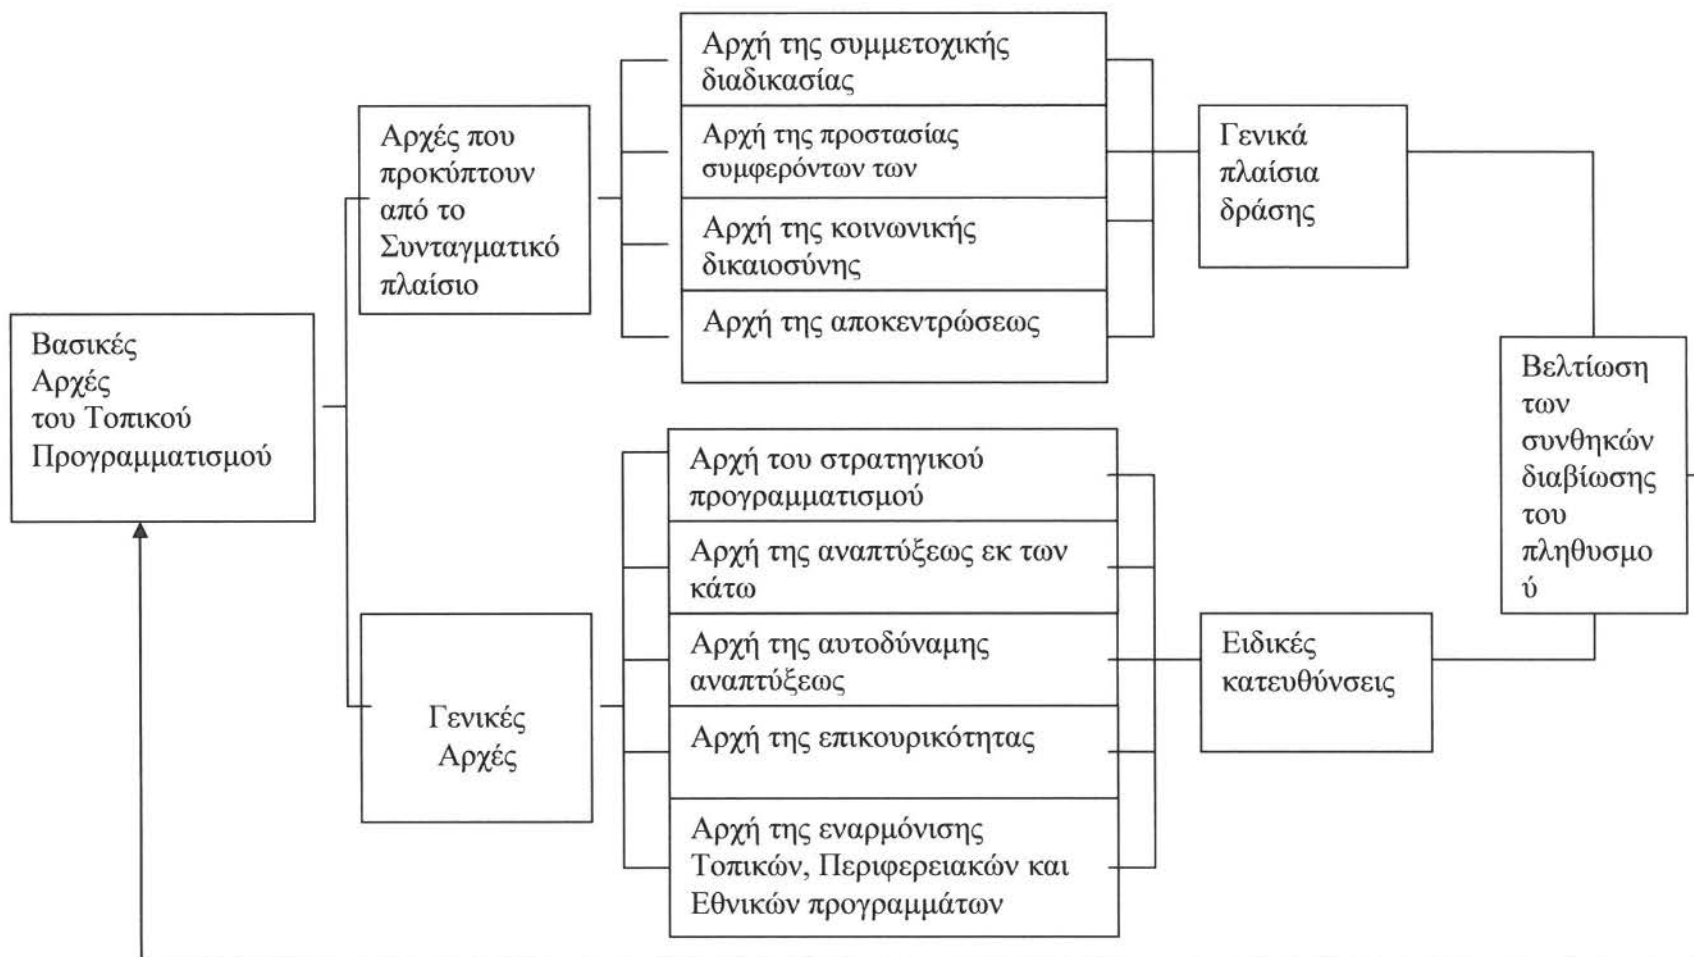 Βασικές
Αρχές
του Τοπικού
Προγραμματισμού
Αρχές που
προκύπτουν
από το
Συνταγματικό
πλαίσιο
Αρχή της συμμετοχικής
διαδικασίας
Αρχή της προστασίας
συμφερόντων των
Αρχή της κοινωνικής
δικαιοσύνης
Αρχή της αποκεντρώσεως
Γενικά
πλαίσια
δράσης
Γενικές
Αρχές
Αρχή του στρατηγικού
προγραμματισμού
Αρχή της αναπτύξεως εκ των
κάτω
Αρχή της αυτοδύναμης
αναπτύξεως
Αρχή της επικουρικότητας
Αρχή της εναρμόνισης
Τοπικών, Περιφερειακών και
Εθνικών προγραμμάτων
Ειδικές
κατευθύνσεις
Βελτίωση
των
συνθηκών
διαβίωσης
του
πληθυσμο
ύ